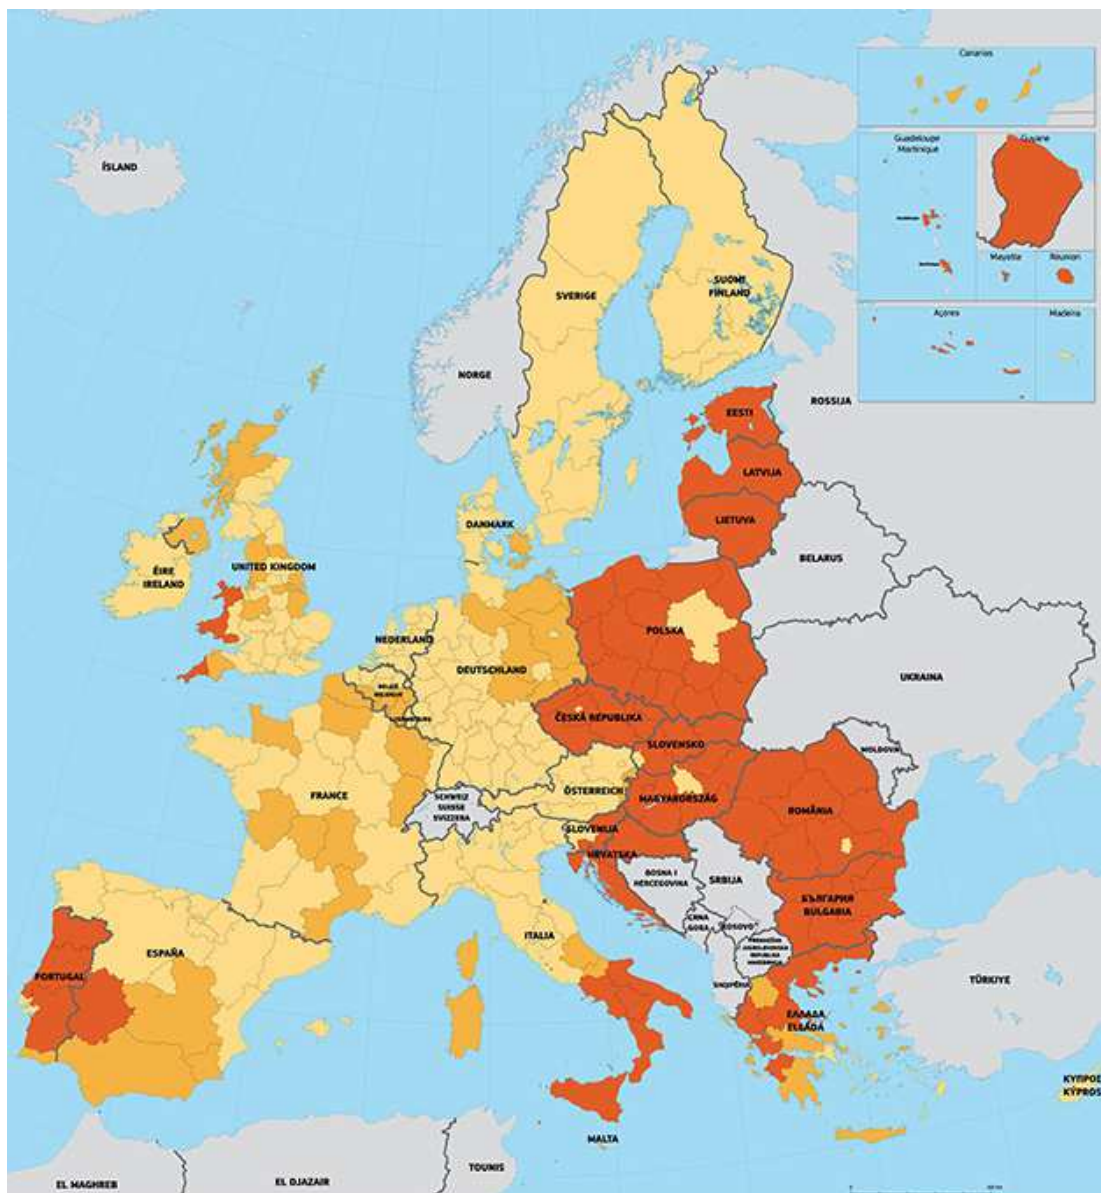 Canarias
Guadeloupe
Martinique
Guyane
Mayotte
Réunion
Açores
Madeira
ÍSLAND
SVERIGE
SUOMI
FINLAND
NORGE
ROSSIJA
EESTI
LATVIJA
LIETUVA
DANMARK
BELARUS
ÉIRE
IRELAND
UNITED KINGDOM
NEDERLAND
POLSKA
DEUTSCHLAND
UKRAINA
ČESKÁ REPUBLIKA
SLOVENSKO
MOLDOVA
FRANCE
ÖSTERREICH
MAGYARORSZÁG
ROMÂNIA
SCHWEIZ
SUISSE
SVIZZERA
SLOVENIJA
HRVATSKA
BOSNA I
HERCEGOVINA
SRBIJA
БЪЛГАРИЯ
BULGARIA
CRNA
GORA
KOSOVO*
ITALIA
ESPAÑA
PORTUGAL
SHQIPËRIA
TÜRKIYE
ΕΛΛΑΔΑ
ELLÁDA
ΚΥΠΡΟΣ
KÝPROS
MALTA
TOUNIS
EL DJAZAIR
EL MAGHREB